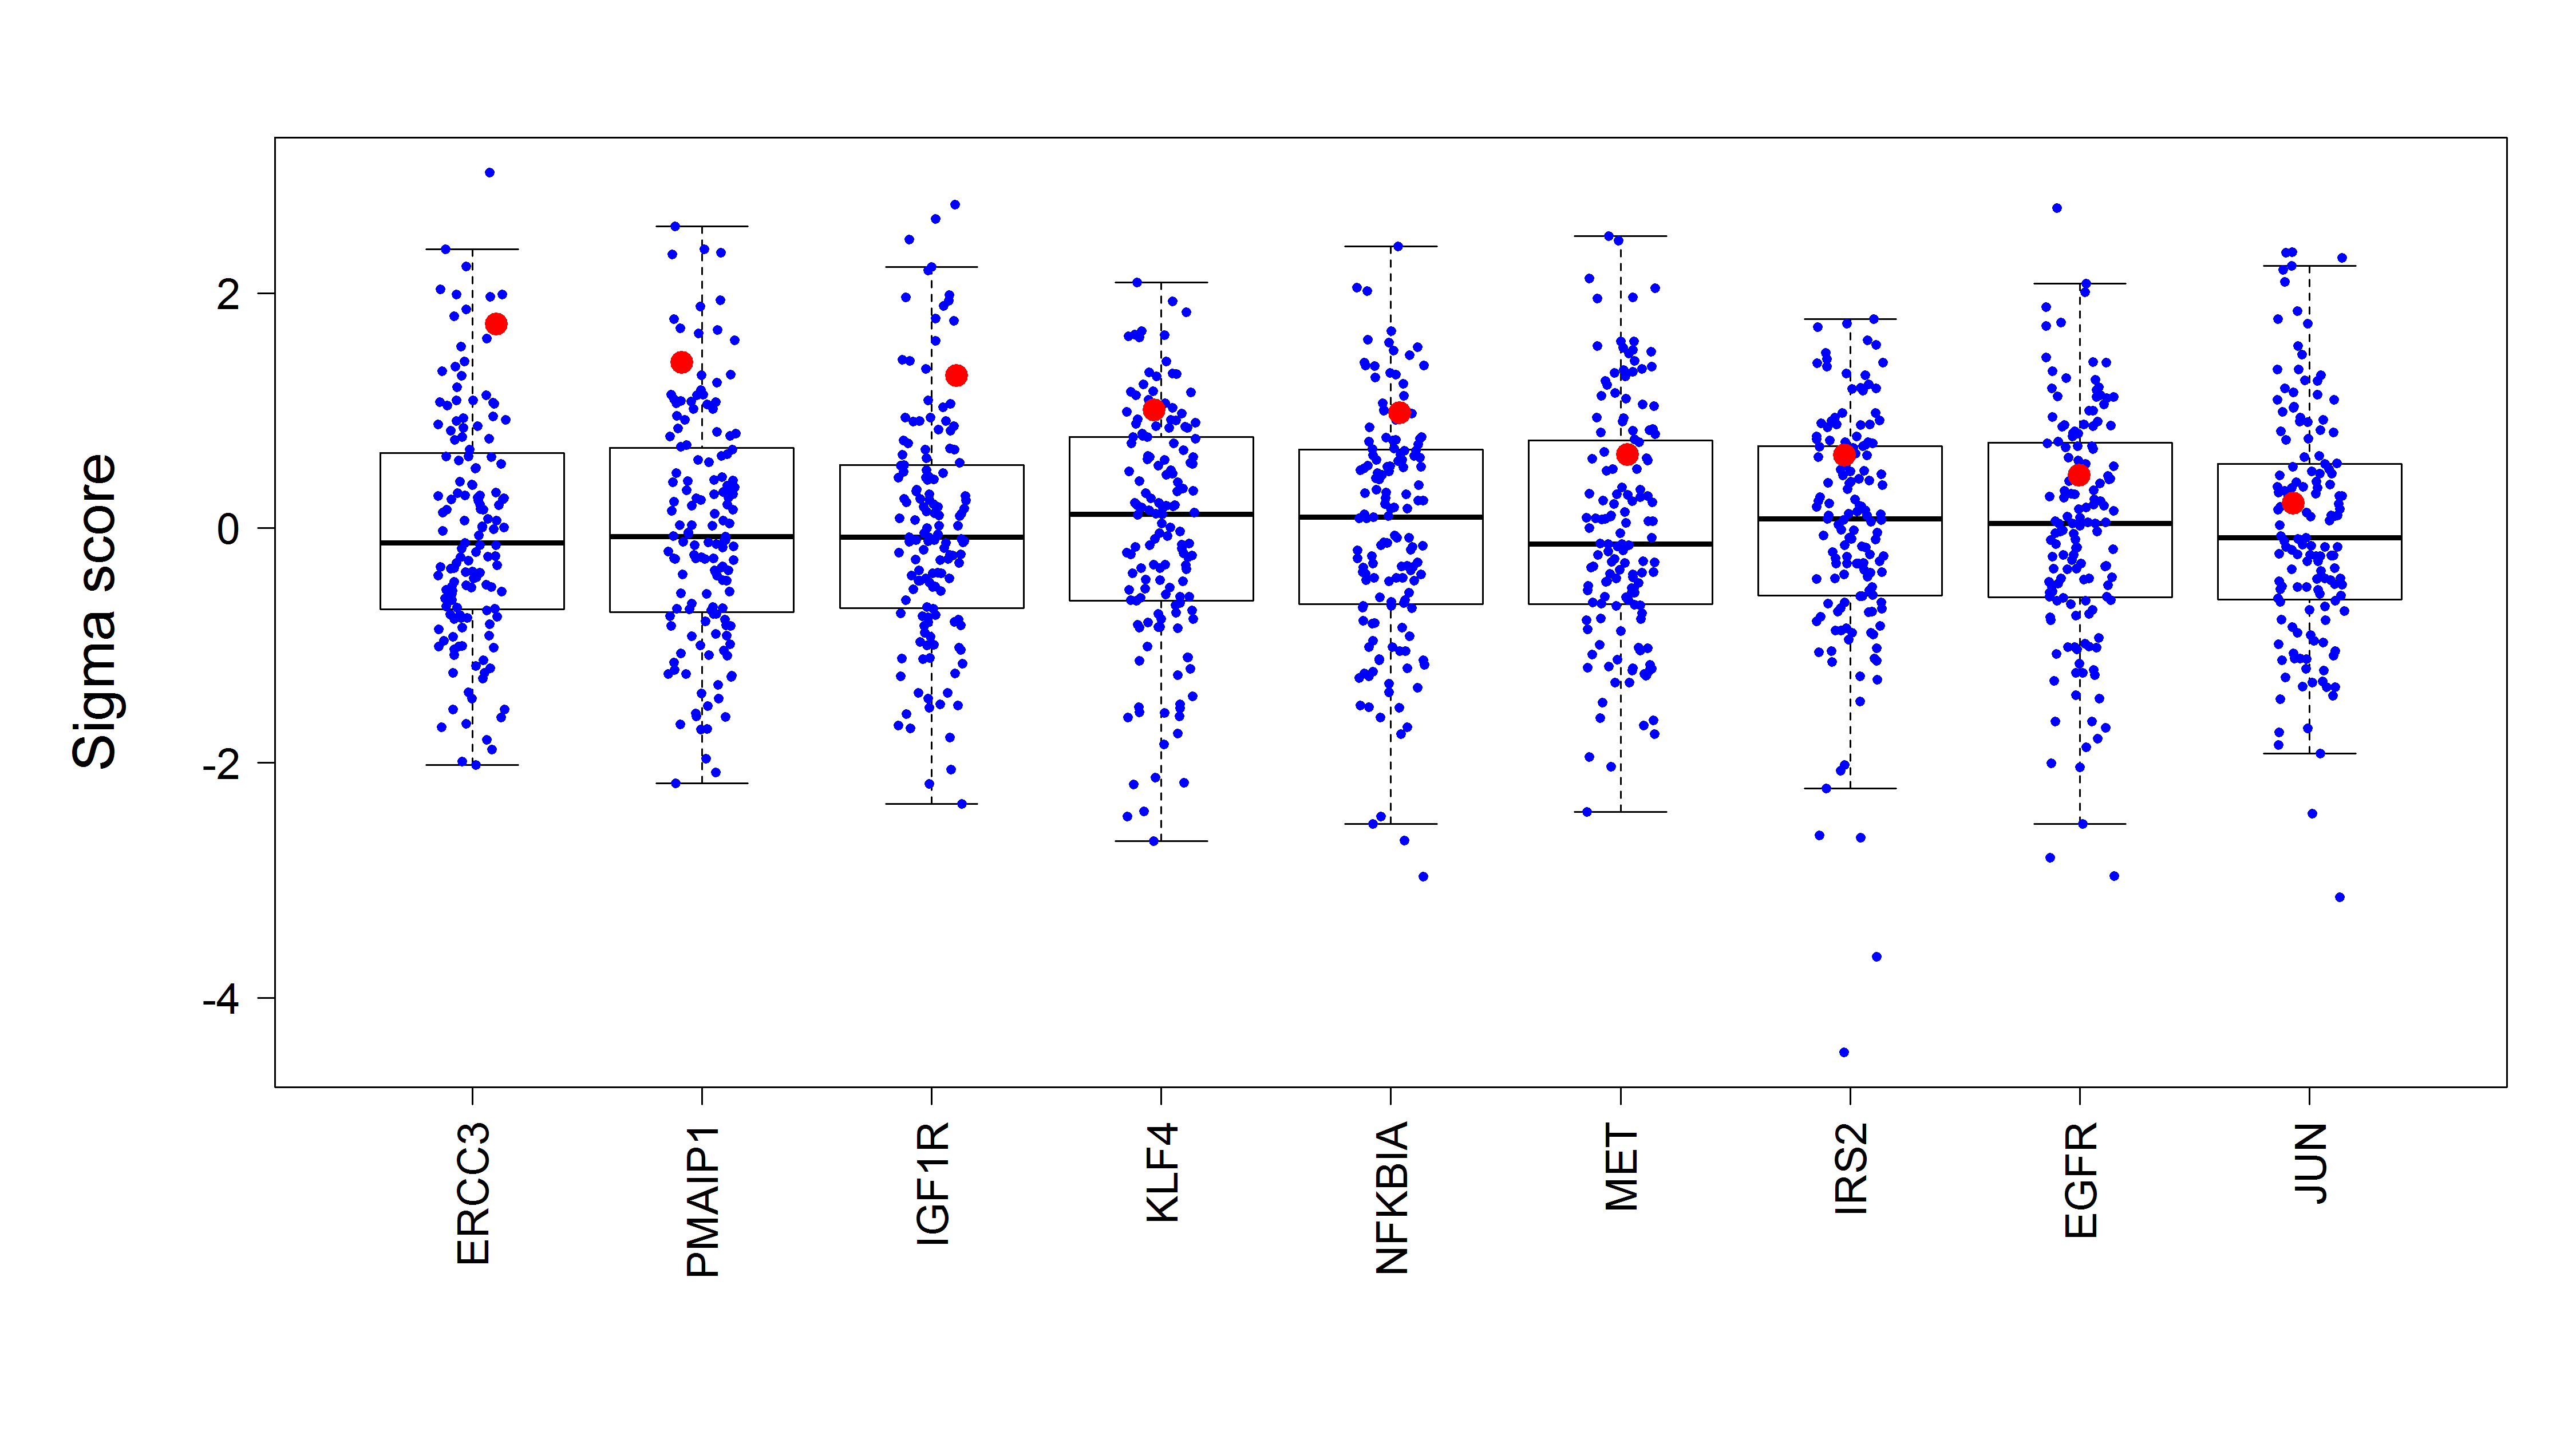 Sigma score
2
0
-2
-4
ERCC3
PMAIP1
IGF1R
KLF4
NFKBIA
MET
IRS2
EGFR
JUN